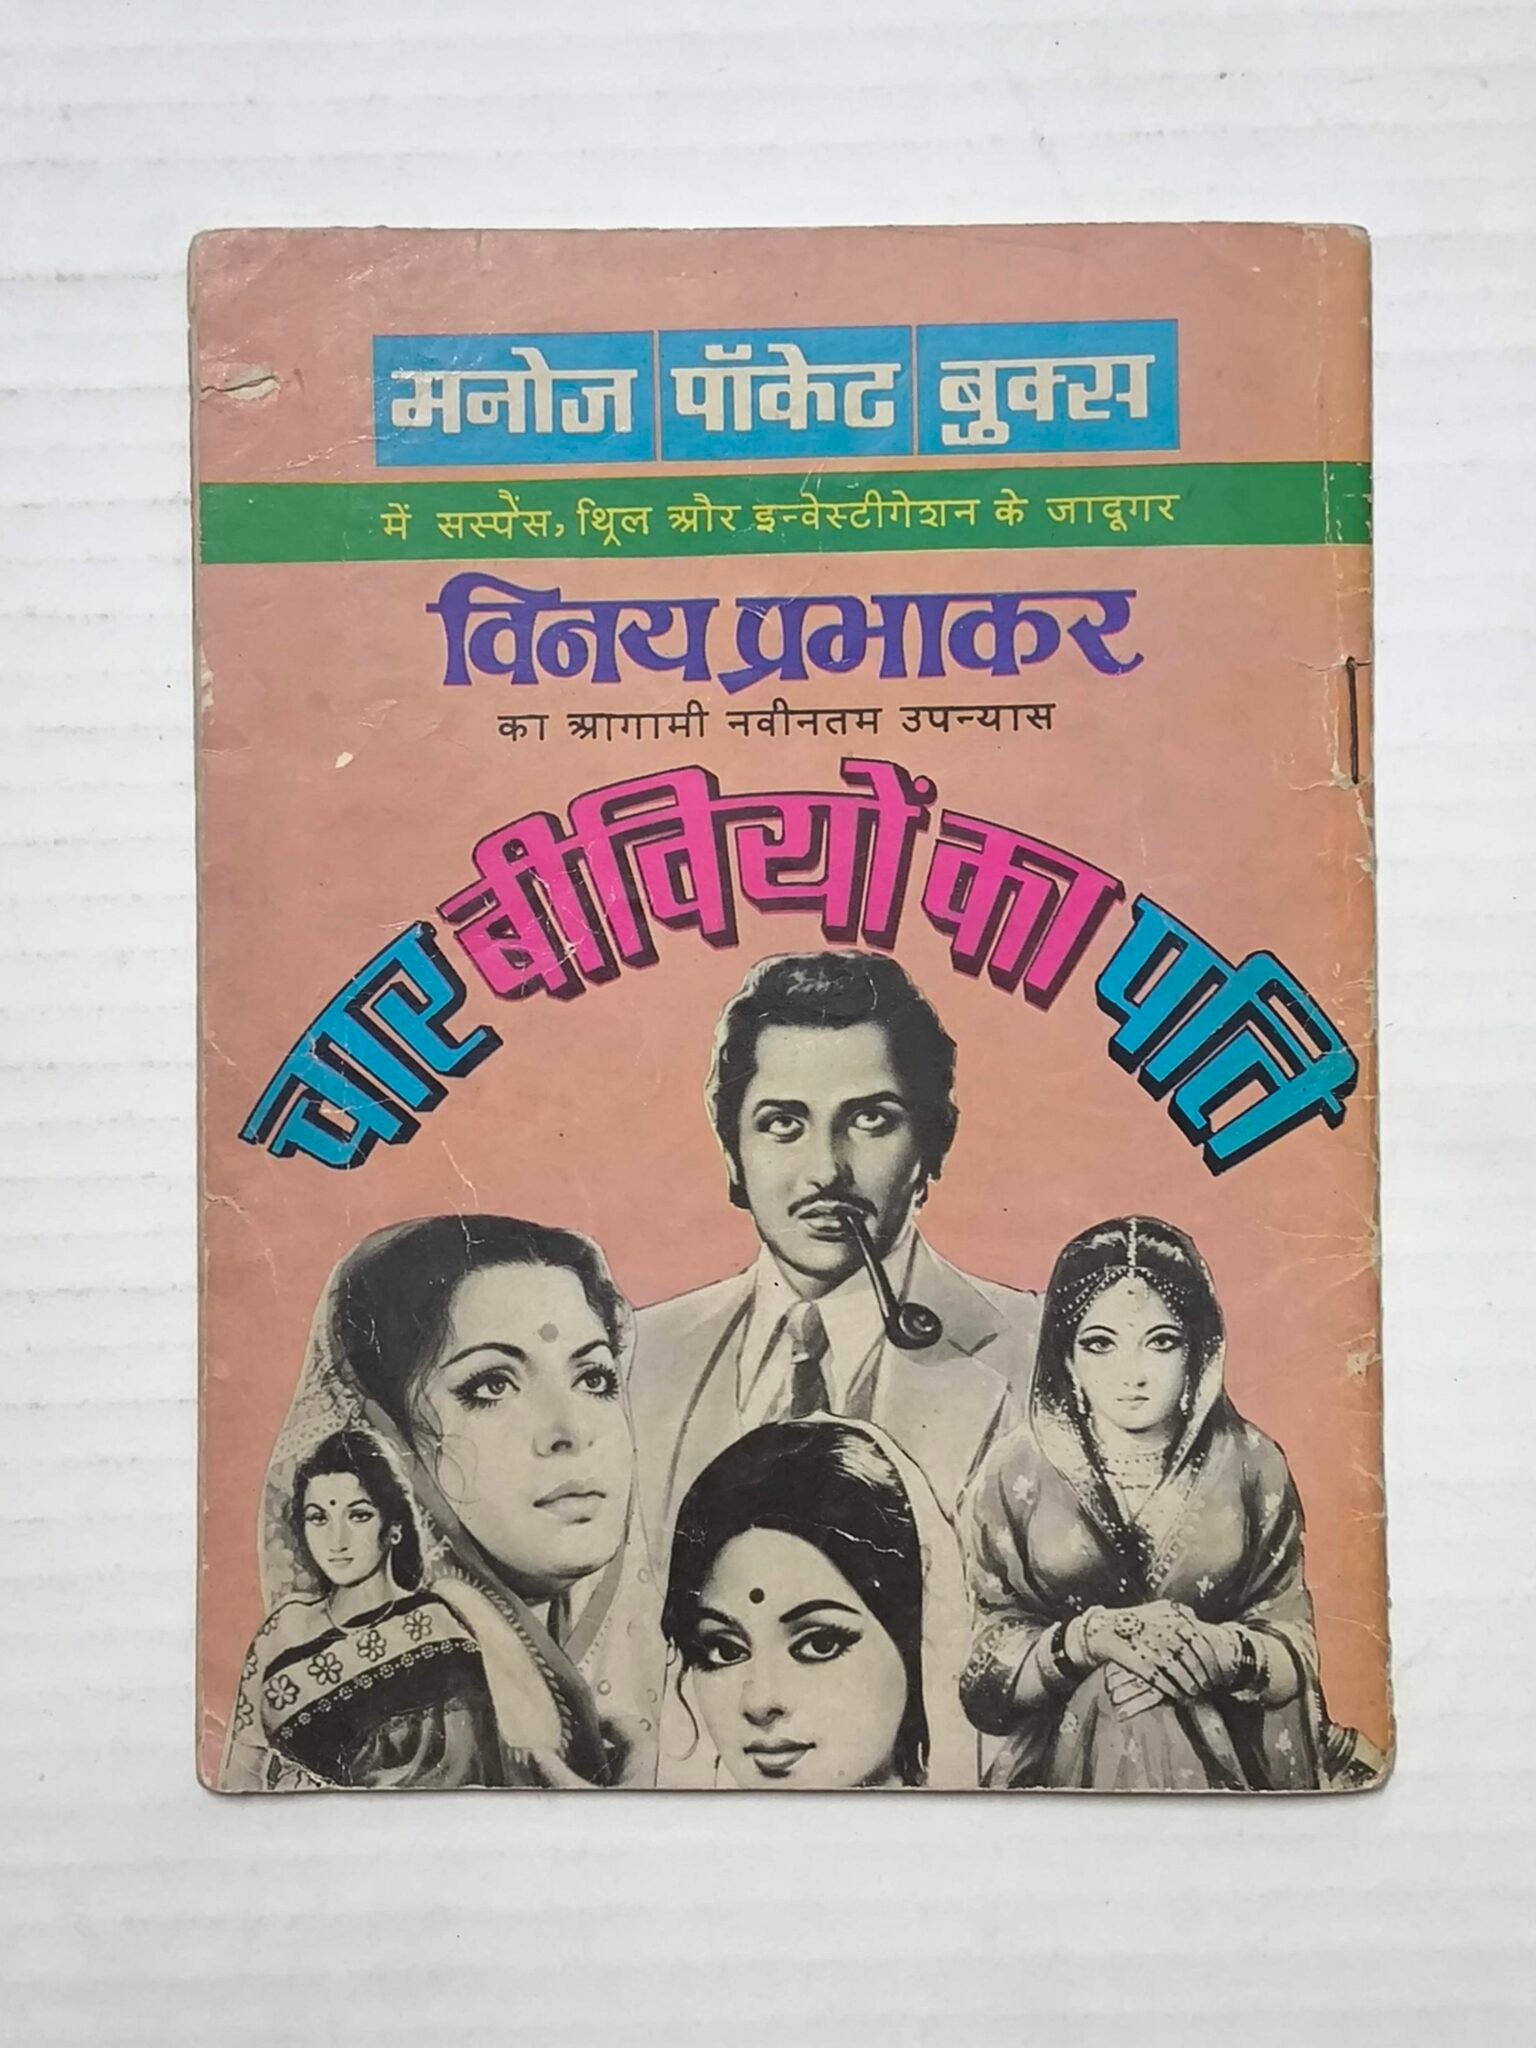 मनोज पॉकेट बुक्स
में सस्पैंस, थ्रिल और इन्वेस्टीगेशन के जादूगर
विनय प्रभाकर
का आगामी नवीनतम उपन्यास
चार बीवियों का पति